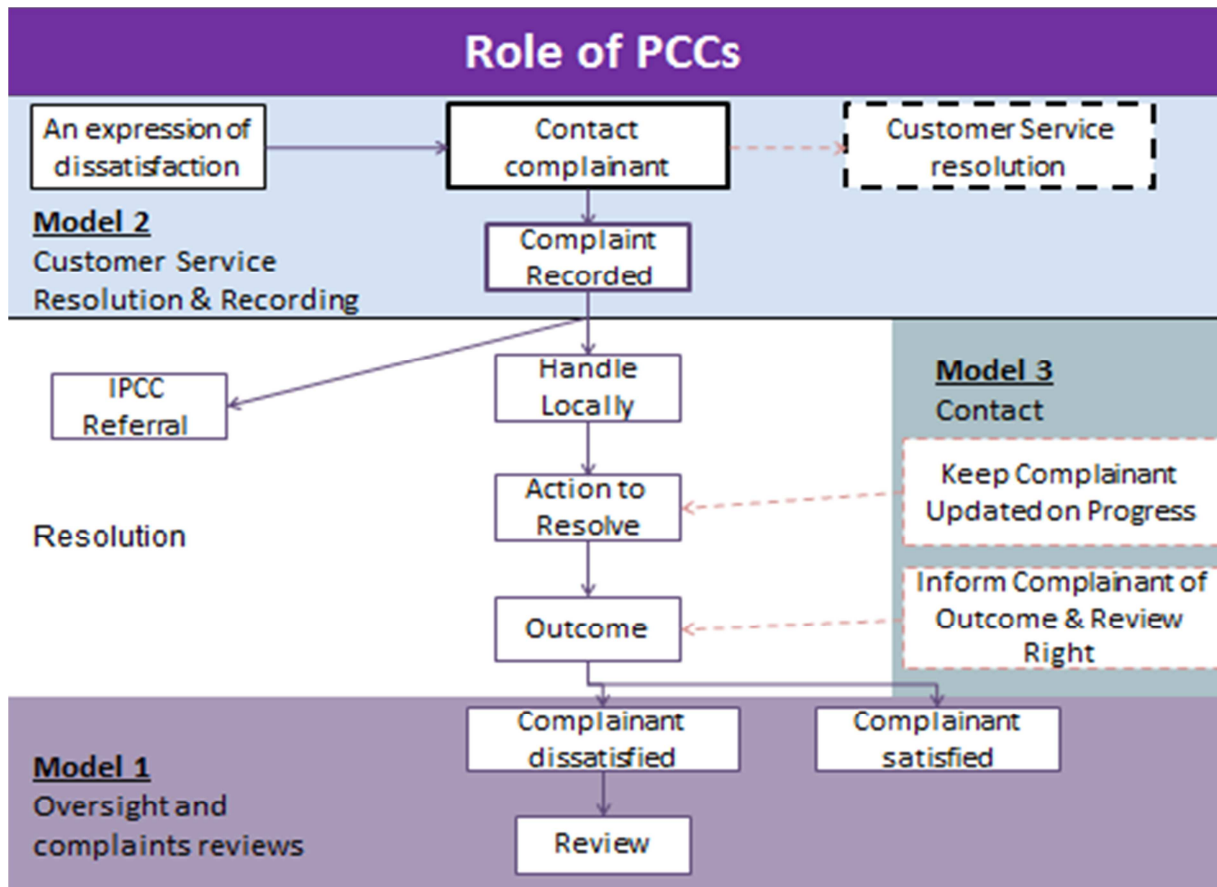 Role of PCCs
An expression of
dissatisfaction
Contact
complainant
Customer Service
resolution
Model 2
Customer Service
Resolution & Recording
Complaint
Recorded
IPCC
Referral
Handle
Locally
Model 3
Contact
Action to
Resolve
Keep Complainant
Updated on Progress
Resolution
Outcome
Inform Complainant of
Outcome & Review
Right
Complainant
dissatisfied
Complainant
satisfied
Model 1
Oversight and
complaints reviews
Review